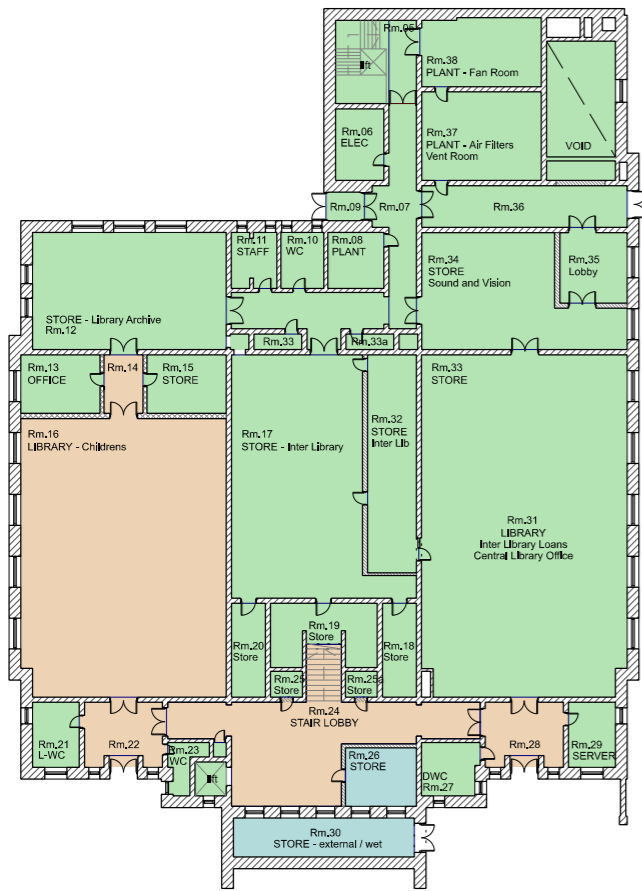 Rm.05
lift
Rm.38
PLANT - Fan Room
Rm.06
ELEC
Rm.37
PLANT - Air Filters
Vent Room
VOID
Rm.09
Rm.07
Rm.36
Rm.11
STAFF
Rm.10
WC
Rm.08
PLANT
Rm.34
STORE
Sound and Vision
Rm.35
Lobby
STORE - Library Archive
Rm.12
Rm.33
Rm.33a
Rm.13
OFFICE
Rm.14
Rm.15
STORE
Rm.33
STORE
Rm.16
LIBRARY - Childrens
Rm.17
STORE - Inter Library
Rm.32
STORE
Inter Lib
Rm.31
LIBRARY
Inter Library Loans
Central Library Office
Rm.20
Store
Rm.19
Store
Rm.18
Store
Rm.25
Store
Rm.25a
Store
Rm.24
STAIR LOBBY
Rm.21
L-WC
Rm.22
Rm.23
WC
lift
Rm.26
STORE
DWC
Rm.27
Rm.28
Rm.29
SERVER
Rm.30
STORE - external / wet